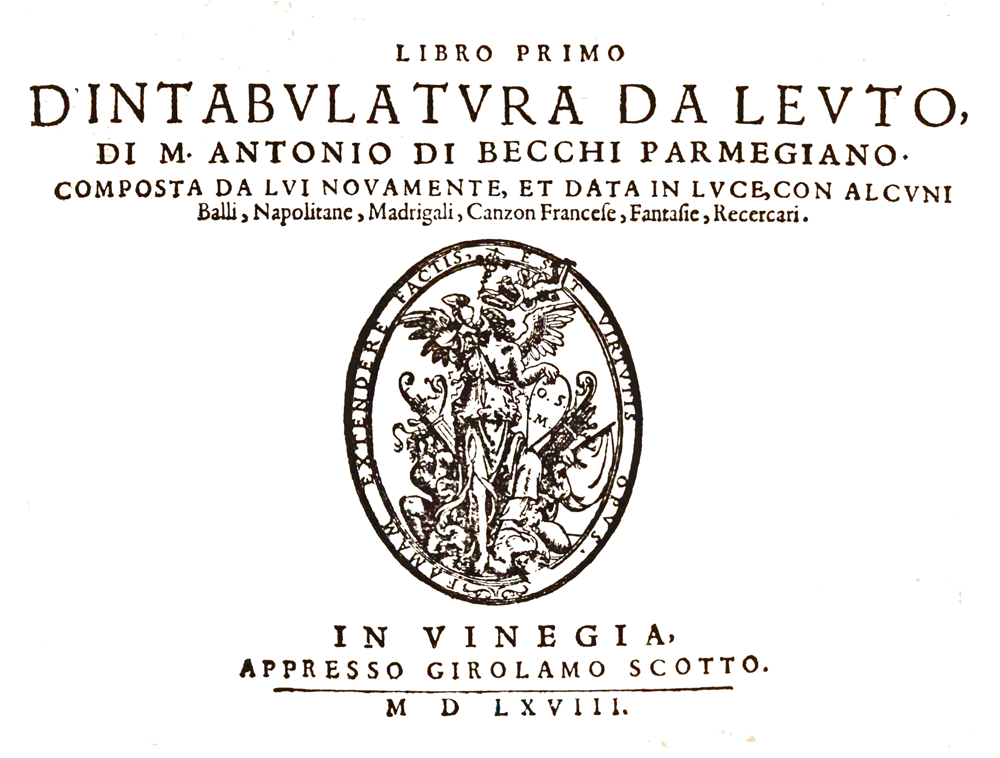 LIBRO PRIMO
D'INTABVLATVRA DA LEVTO,
DI M. ANTONIO DI BECCHI PARMEGIANO.
COMPOSTA DA LVI NOVAMENTE, ET DATA IN LVCE, CON ALCVNI
Balli, Napolitane, Madrigali, Canzon Franceſe, Fantaſie, Recercari.
FAMAM EXTENDERE FACTIS, EST VIRTVTIS OPVS.
O. S. M.
IN VINEGIA,
APPRESSO GIROLAMO SCOTTO.
M D LXVIII.